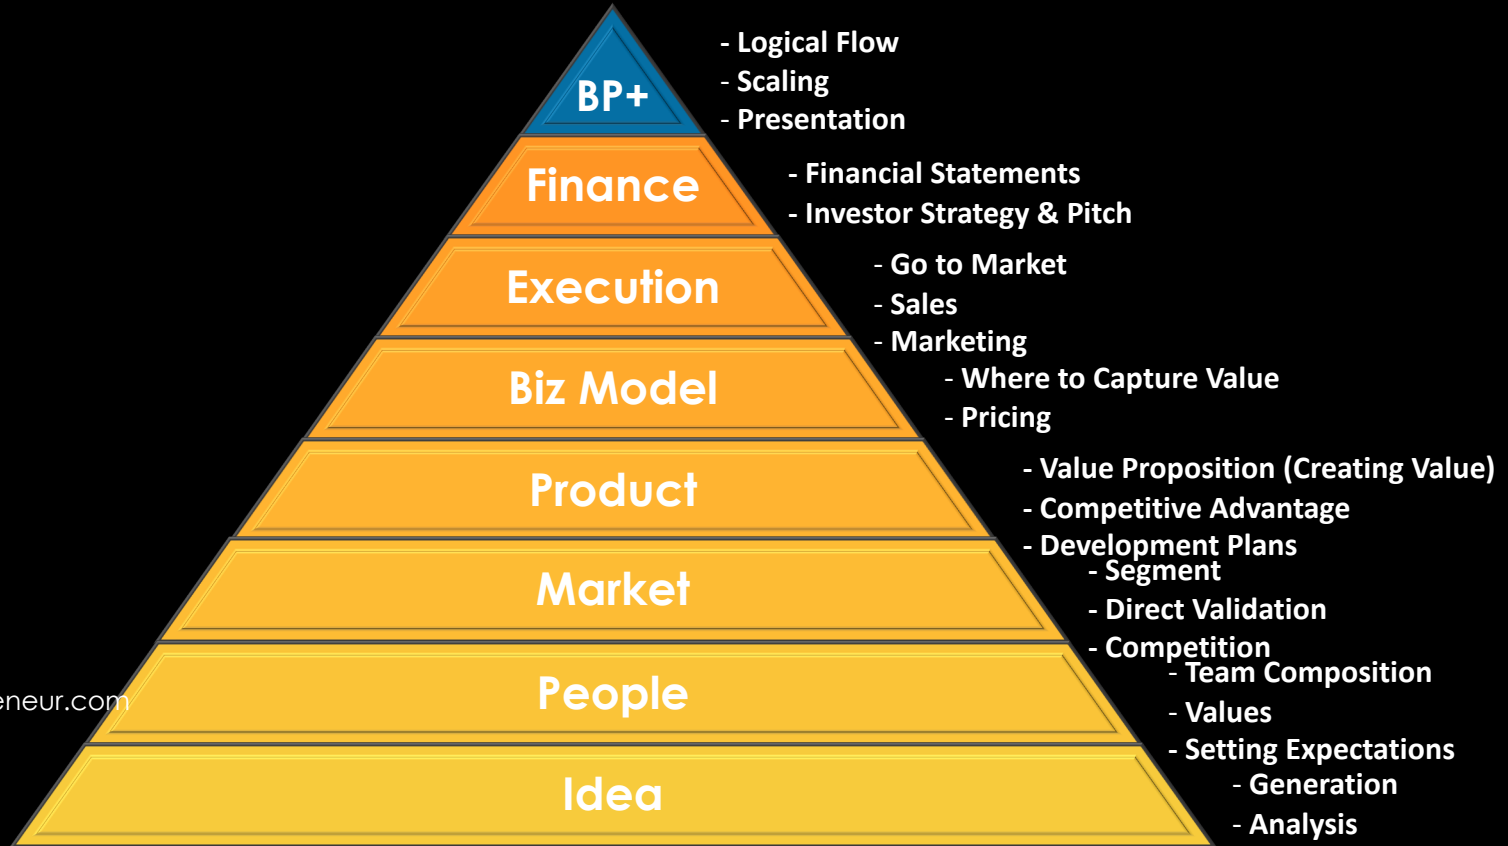 BP+
- Logical Flow
- Scaling
- Presentation
Finance
- Financial Statements
- Investor Strategy & Pitch
Execution
- Go to Market
- Sales
- Marketing
Biz Model
- Where to Capture Value
- Pricing
Product
- Value Proposition (Creating Value)
- Competitive Advantage
- Development Plans
Market
- Segment
- Direct Validation
- Competition
People
- Team Composition
- Values
- Setting Expectations
eneur.com
Idea
- Generation
- Analysis